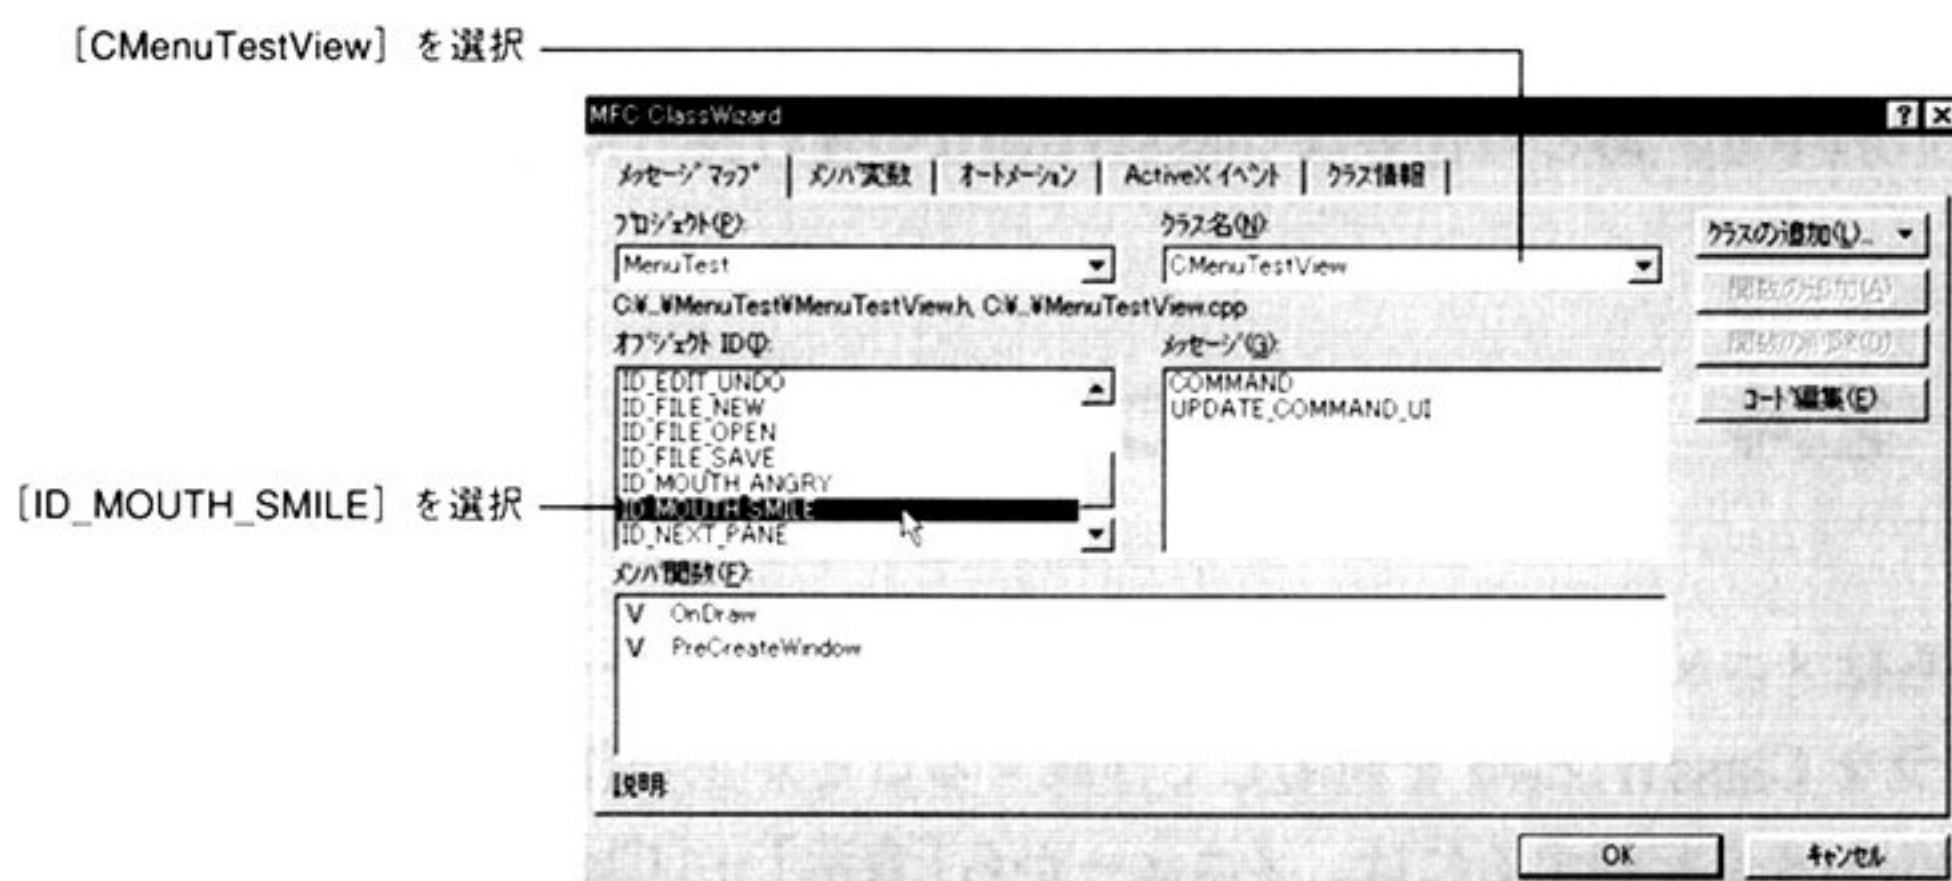 [CMenuTestView] を選択
MFC ClassWizard
メッセージ マップ
メンバ変数
オートメーション
ActiveX イベント
クラス情報
プロジェクト(P):
クラス名(N):
クラスの追加(L)...
MenuTest
CMenuTestView
関数の追加(A)
C:¥...¥MenuTest¥MenuTestView.h, C:¥...¥MenuTestView.cpp
オブジェクト ID(I):
メッセージ(G):
関数の削除(D)
ID_EDIT_UNDO
ID_FILE_NEW
ID_FILE_OPEN
ID_FILE_SAVE
ID_MOUTH_ANGRY
ID_MOUTH_SMILE
ID_NEXT_PANE
COMMAND
UPDATE_COMMAND_UI
コード編集(E)
[ID_MOUTH_SMILE] を選択
メンバ関数(F):
V OnDraw
V PreCreateWindow
説明:
OK
キャンセル